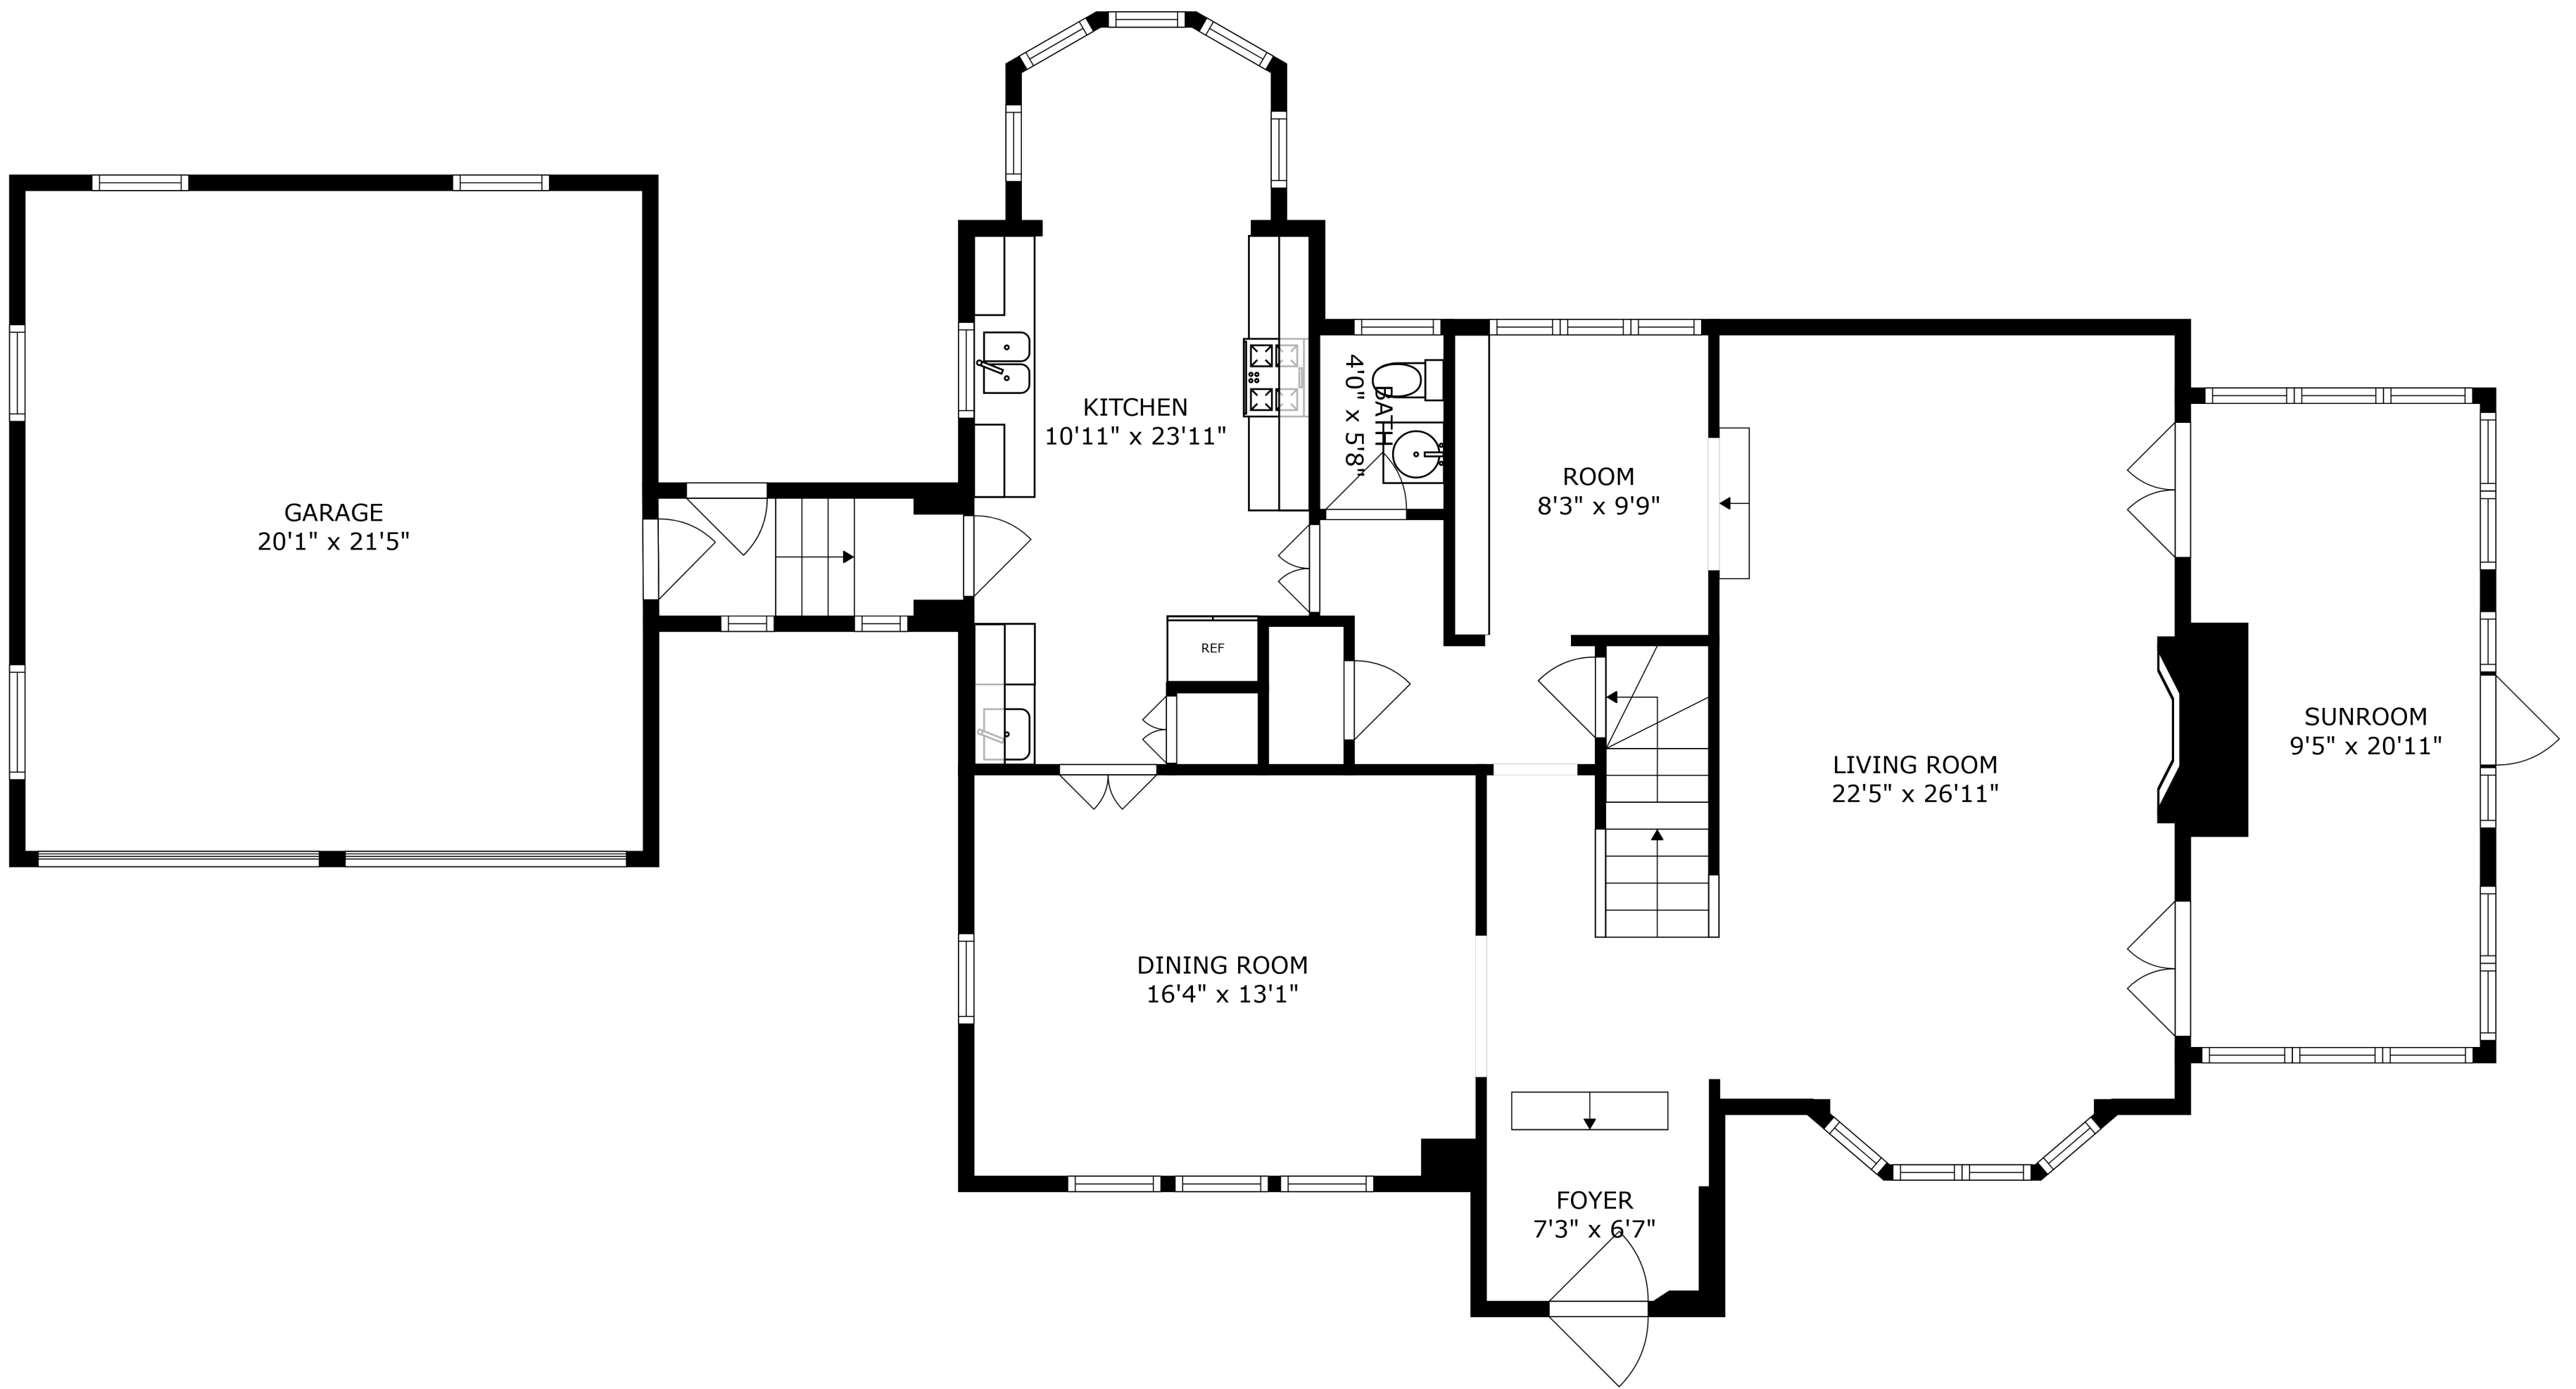 KITCHEN
10'11" x 23'11"
BATH
4'0" x 5'8"
ROOM
8'3" x 9'9"
GARAGE
20'1" x 21'5"
REF
SUNROOM
9'5" x 20'11"
LIVING ROOM
22'5" x 26'11"
DINING ROOM
16'4" x 13'1"
FOYER
7'3" x 6'7"